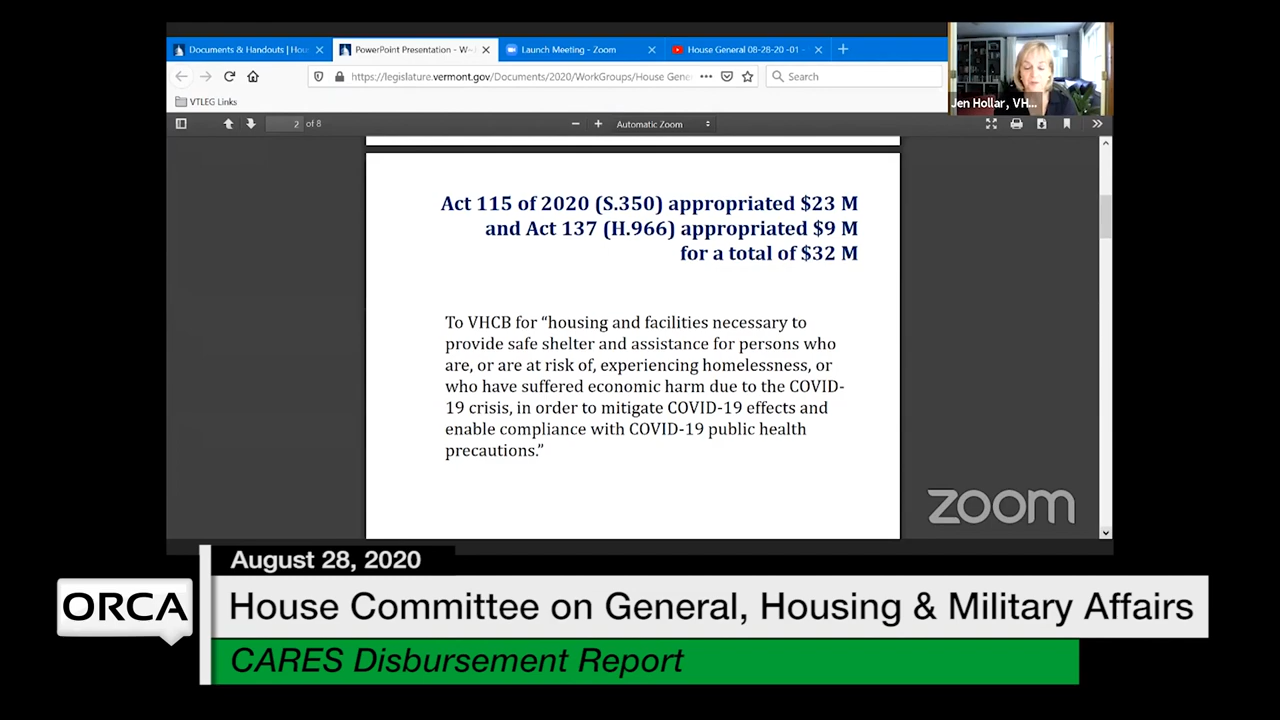 Documents & Handouts | Hou
PowerPoint Presentation - W~
Launch Meeting - Zoom
House General 08-28-20 -01 -
https://legislature.vermont.gov/Documents/2020/WorkGroups/House Gene
Search
VTLEG Links
Jen Hollar, VH...
2 of 8
Automatic Zoom
Act 115 of 2020 (S.350) appropriated $23 M
and Act 137 (H.966) appropriated $9 M
for a total of $32 M
To VHCB for “housing and facilities necessary to
provide safe shelter and assistance for persons who
are, or are at risk of, experiencing homelessness, or
who have suffered economic harm due to the COVID-
19 crisis, in order to mitigate COVID-19 effects and
enable compliance with COVID-19 public health
precautions.”
zoom
August 28, 2020
ORCA
House Committee on General, Housing & Military Affairs
CARES Disbursement Report